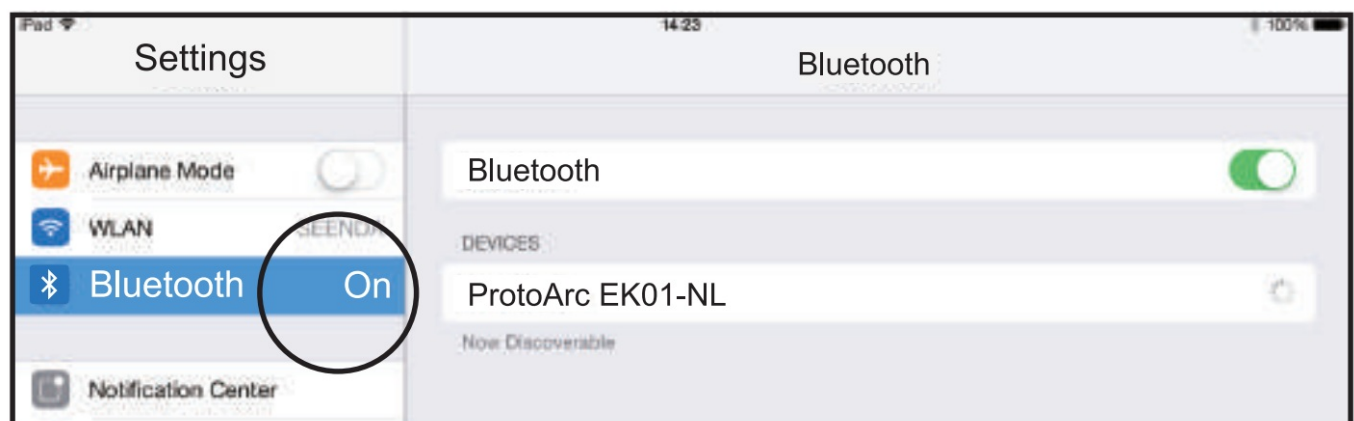 iPad 14:23 100%
Settings Bluetooth
Airplane Mode
Bluetooth
WLAN SEENDA
DEVICES
Bluetooth On
ProtoArc EK01-NL
Now Discoverable
Notification Center